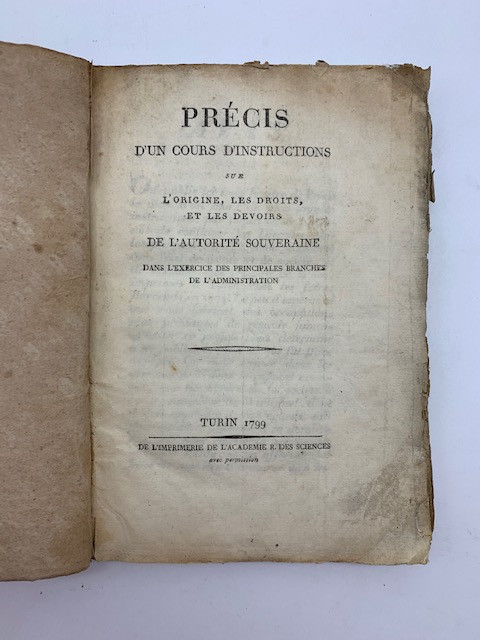 PRÉCIS
D'UN COURS D'INSTRUCTIONS
SUR
L'ORIGINE, LES DROITS,
ET LES DEVOIRS
DE L'AUTORITÉ SOUVERAINE
DANS L'EXERCICE DES PRINCIPALES BRANCHES
DE L'ADMINISTRATION
TURIN 1799
DE L'IMPRIMERIE DE L'ACADEMIE R. DES SCIENCES
avec permission